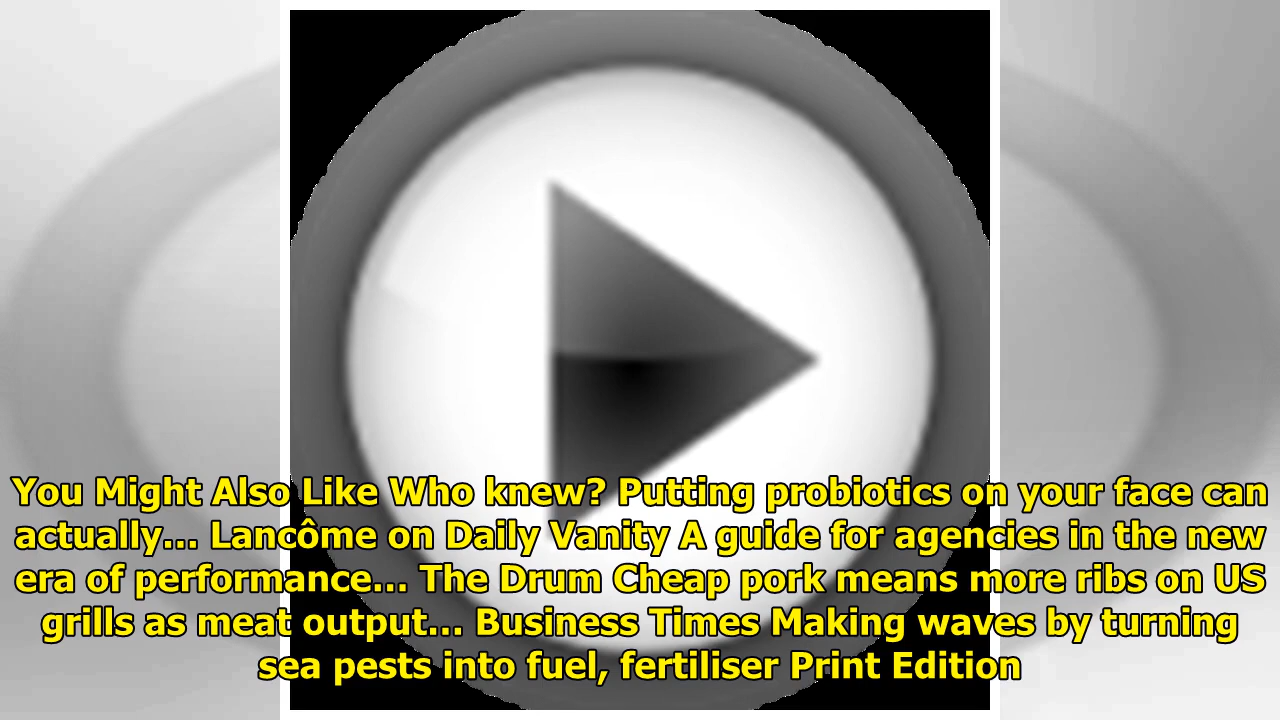 You Might Also Like Who knew? Putting probiotics on your face can
actually... Lancôme on Daily Vanity A guide for agencies in the new
era of performance... The Drum Cheap pork means more ribs on US
grills as meat output... Business Times Making waves by turning
sea pests into fuel, fertiliser Print Edition